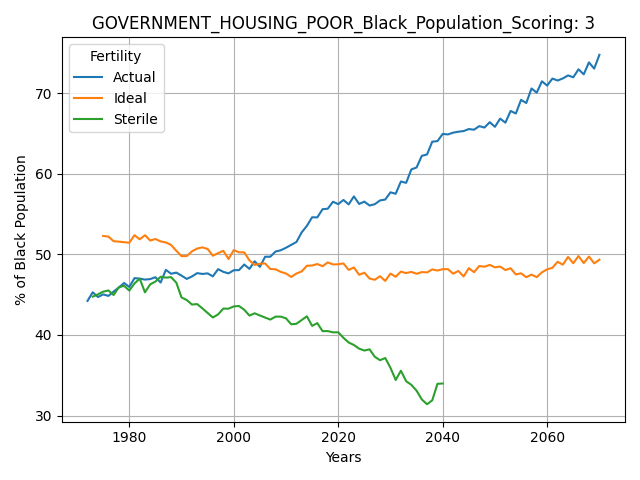 GOVERNMENT_HOUSING_POOR_Black_Population_Scoring: 3
Fertility
Actual
Ideal
Sterile
% of Black Population
70
60
50
40
30
1980
2000
2020
2040
2060
Years